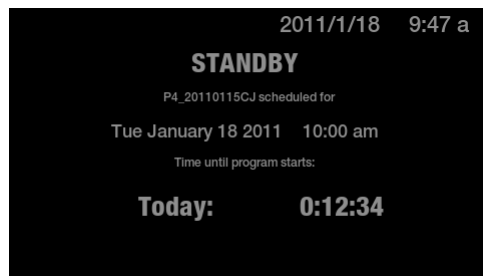 2011/1/18 9:47 a
STANDBY
P4_20110115CJ scheduled for
Tue January 18 2011 10:00 am
Time until program starts:
Today: 0:12:34